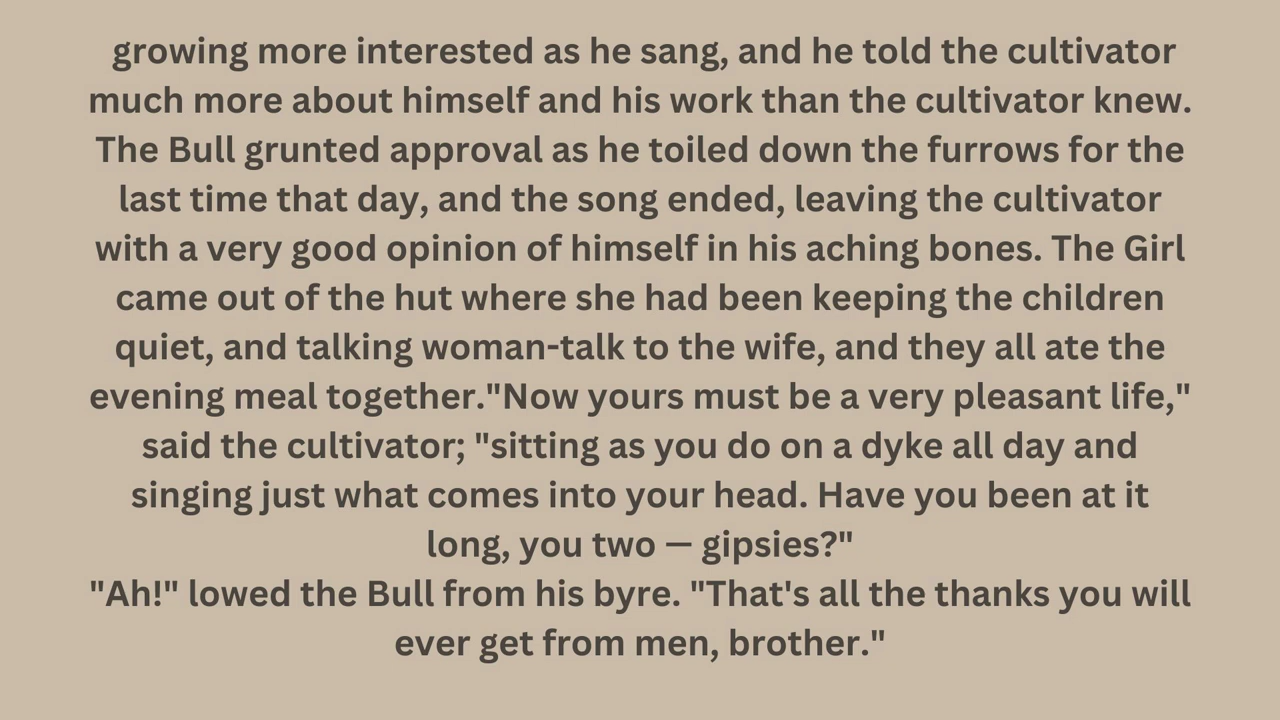 growing more interested as he sang, and he told the cultivator
much more about himself and his work than the cultivator knew.
The Bull grunted approval as he toiled down the furrows for the
last time that day, and the song ended, leaving the cultivator
with a very good opinion of himself in his aching bones. The Girl
came out of the hut where she had been keeping the children
quiet, and talking woman-talk to the wife, and they all ate the
evening meal together."Now yours must be a very pleasant life,"
said the cultivator; "sitting as you do on a dyke all day and
singing just what comes into your head. Have you been at it
long, you two — gipsies?"
"Ah!" lowed the Bull from his byre. "That's all the thanks you will
ever get from men, brother."